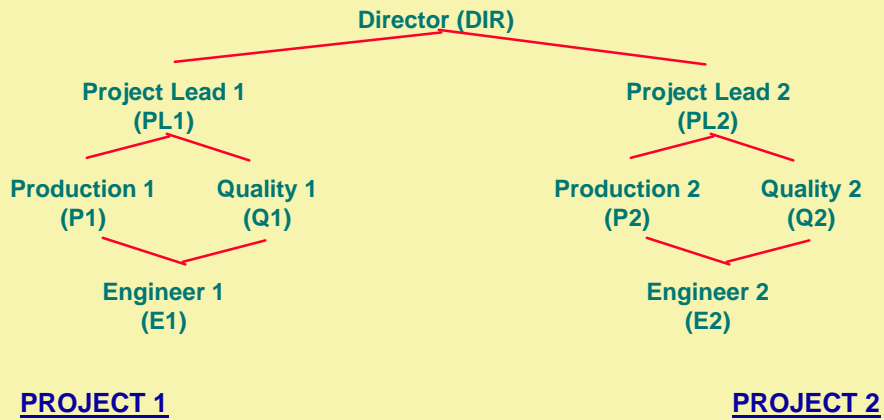 Director (DIR)
Project Lead 1
(PL1)
Project Lead 2
(PL2)
Production 1
(P1)
Quality 1
(Q1)
Production 2
(P2)
Quality 2
(Q2)
Engineer 1
(E1)
Engineer 2
(E2)
PROJECT 1
PROJECT 2